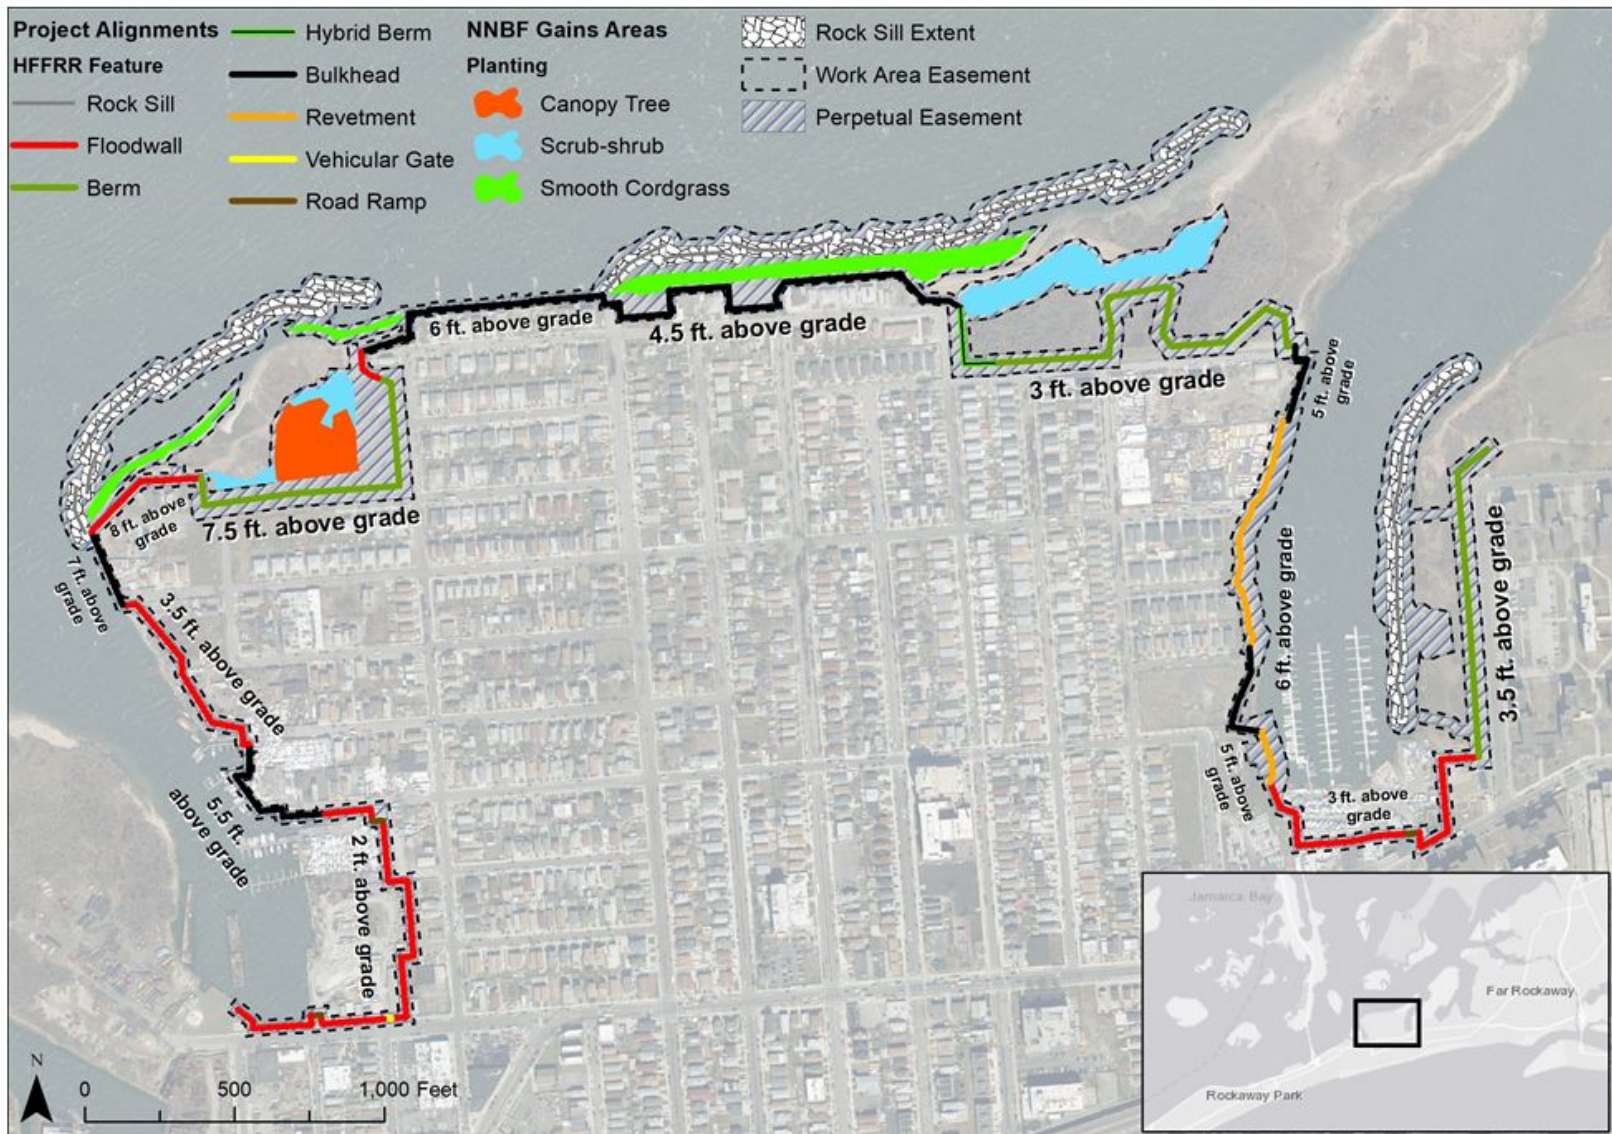 Project Alignments
HFFRR Feature
Rock Sill
Floodwall
Berm
Hybrid Berm
Bulkhead
Revetment
Vehicular Gate
Road Ramp
NNBF Gains Areas
Planting
Canopy Tree
Scrub-shrub
Smooth Cordgrass
Rock Sill Extent
Work Area Easement
Perpetual Easement
6 ft. above grade
4.5 ft. above grade
3 ft. above grade
5 ft. above
grade
8 ft. above
grade
7.5 ft. above grade
7 ft. above
grade
3.5 ft. above grade
5.5 ft.
above grade
2 ft. above grade
6 ft. above grade
3.5 ft. above grade
5 ft. above
grade
3 ft. above
grade
N
0 500 1,000 Feet
Jamaica Bay
Far Rockaway
Rockaway Park